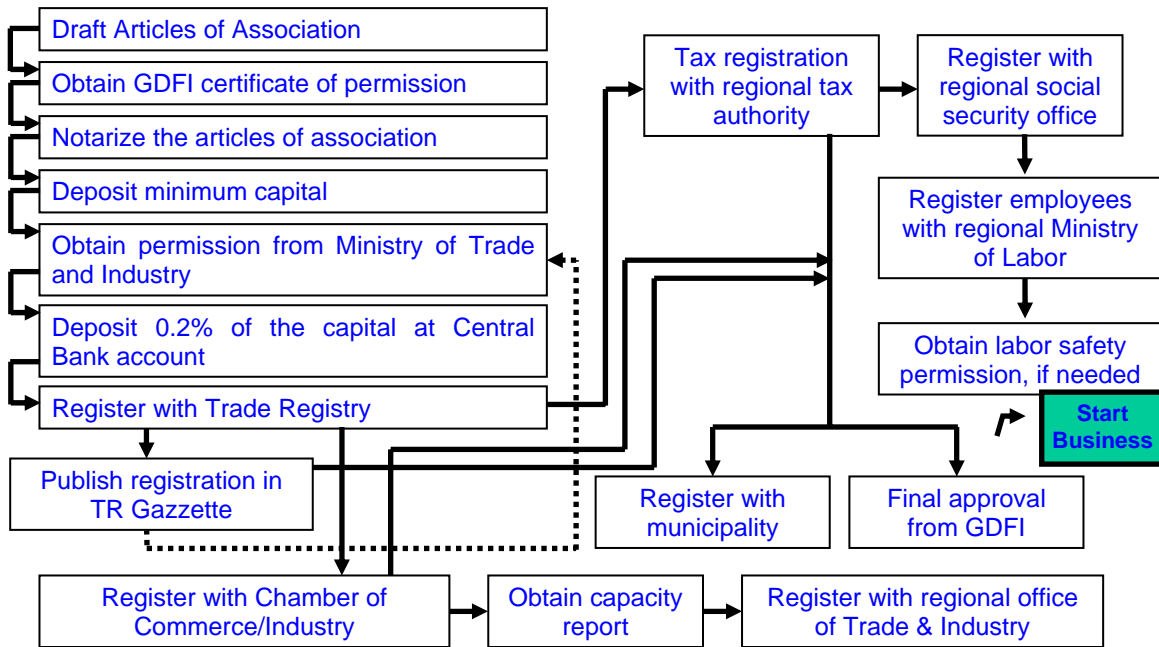 Draft Articles of Association
Obtain GDFI certificate of permission
Notarize the articles of association
Deposit minimum capital
Obtain permission from Ministry of Trade
and Industry
Deposit 0.2% of the capital at Central
Bank account
Register with Trade Registry
Publish registration in
TR Gazzette
Register with Chamber of
Commerce/Industry
Obtain capacity
report
Register with regional office
of Trade & Industry
Tax registration
with regional tax
authority
Register with
regional social
security office
Register employees
with regional Ministry
of Labor
Obtain labor safety
permission, if needed
Start
Business
Register with
municipality
Final approval
from GDFI